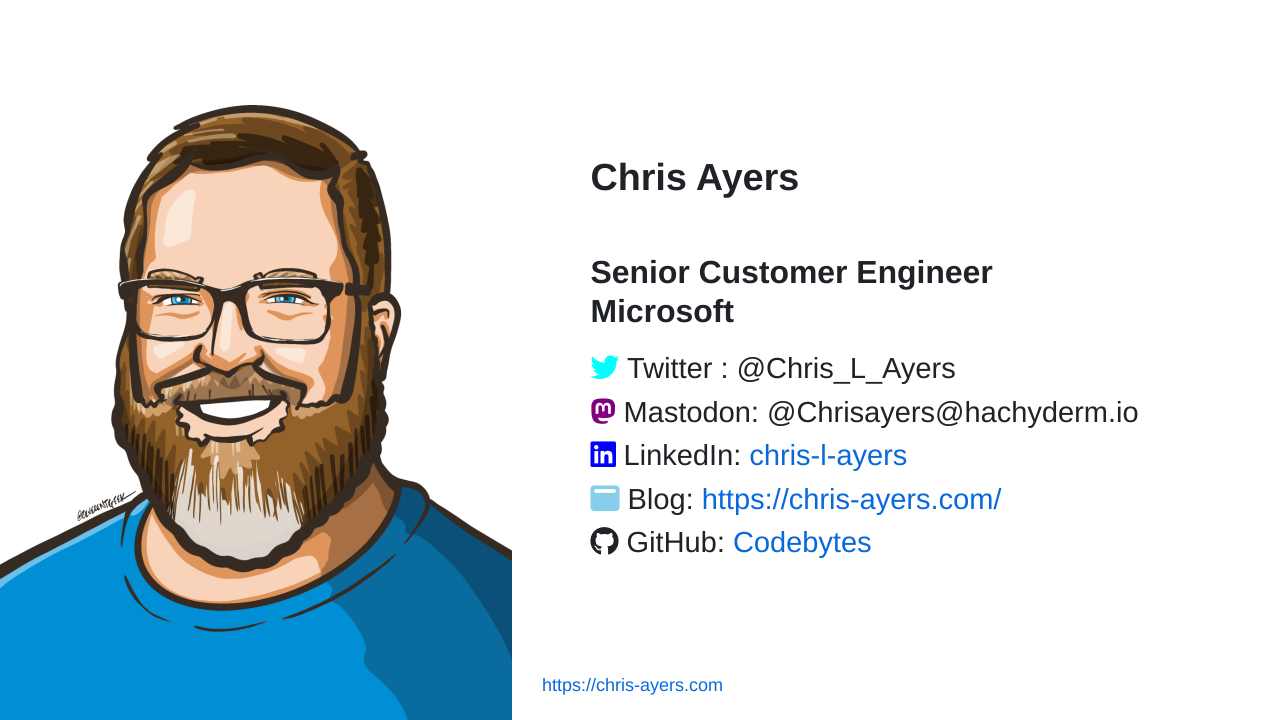 Chris Ayers
Senior Customer Engineer
Microsoft
Twitter : @Chris_L_Ayers
Mastodon: @Chrisayers@hachyderm.io
in LinkedIn: chris-l-ayers
Blog: https://chris-ayers.com/
GitHub: Codebytes
https://chris-ayers.com